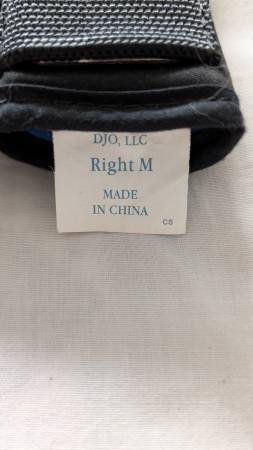 DJO, LLC
Right M
MADE
IN CHINA
CS